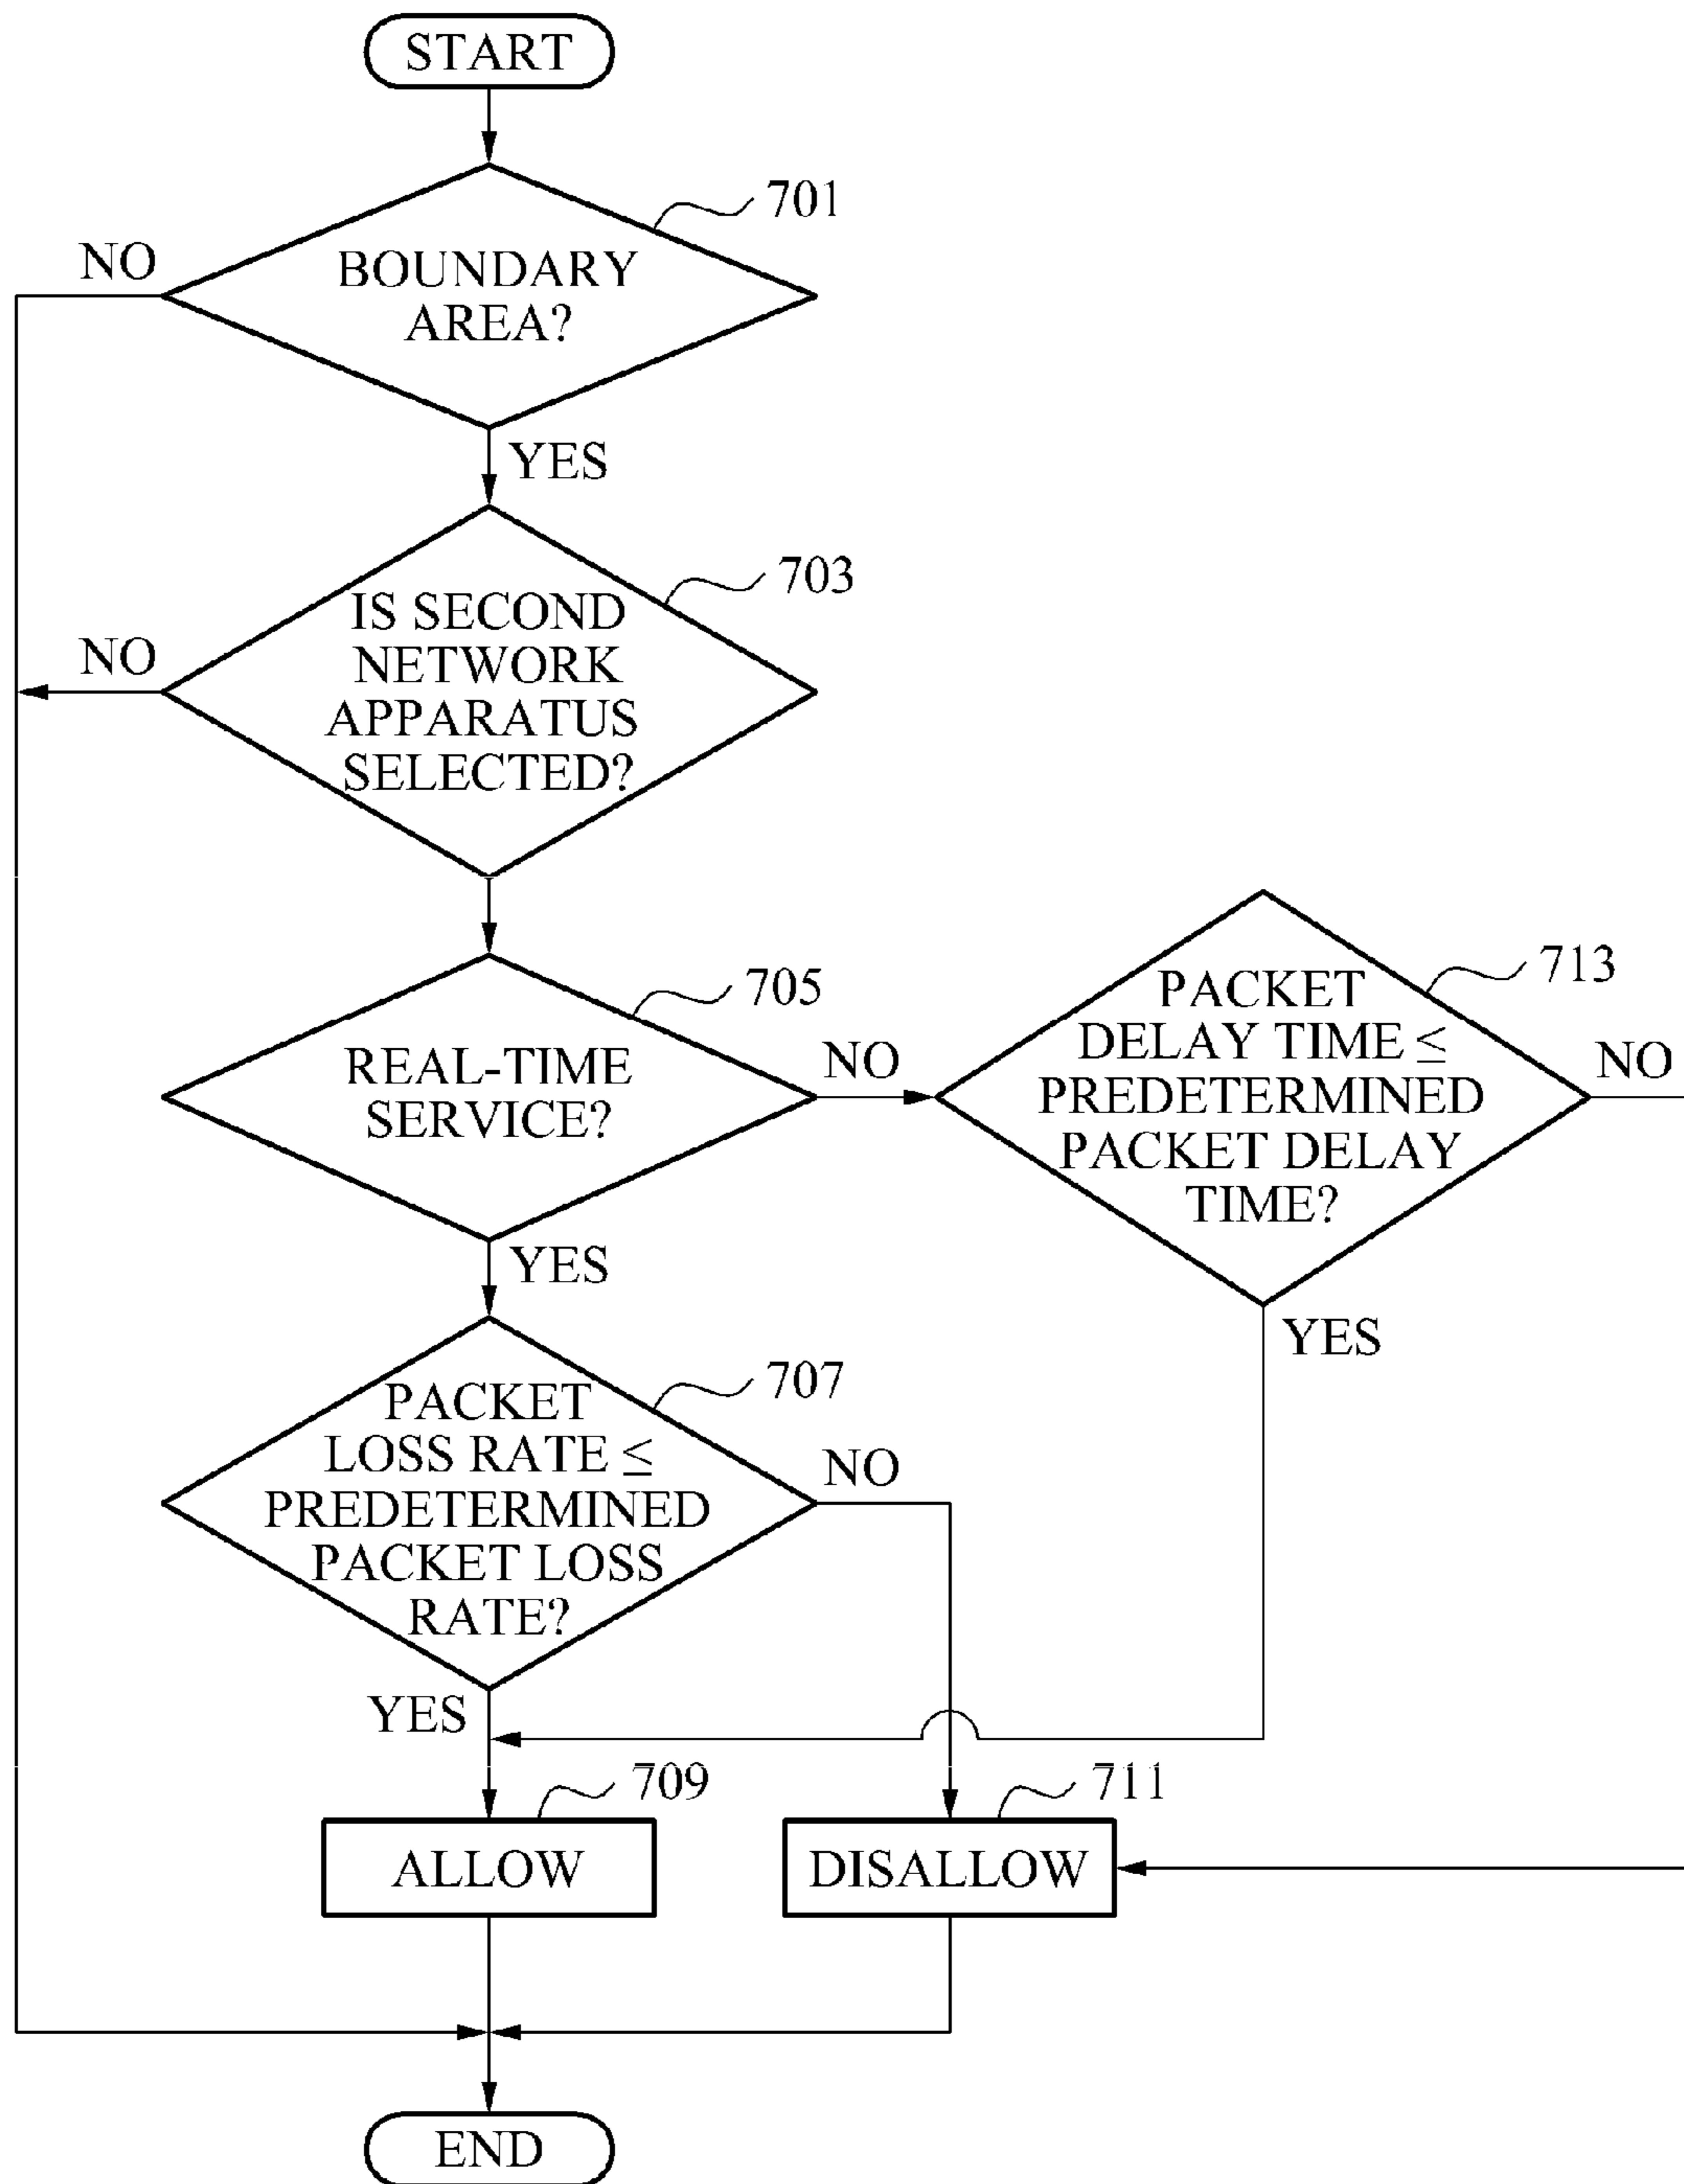 START
701
NO
BOUNDARY
AREA?
YES
703
NO
IS SECOND
NETWORK
APPARATUS
SELECTED?
705
REAL-TIME
SERVICE?
NO
713
PACKET
DELAY TIME ≤
PREDETERMINED
PACKET DELAY
TIME?
NO
YES
YES
707
PACKET
LOSS RATE ≤
PREDETERMINED
PACKET LOSS
RATE?
NO
YES
709
ALLOW
711
DISALLOW
END